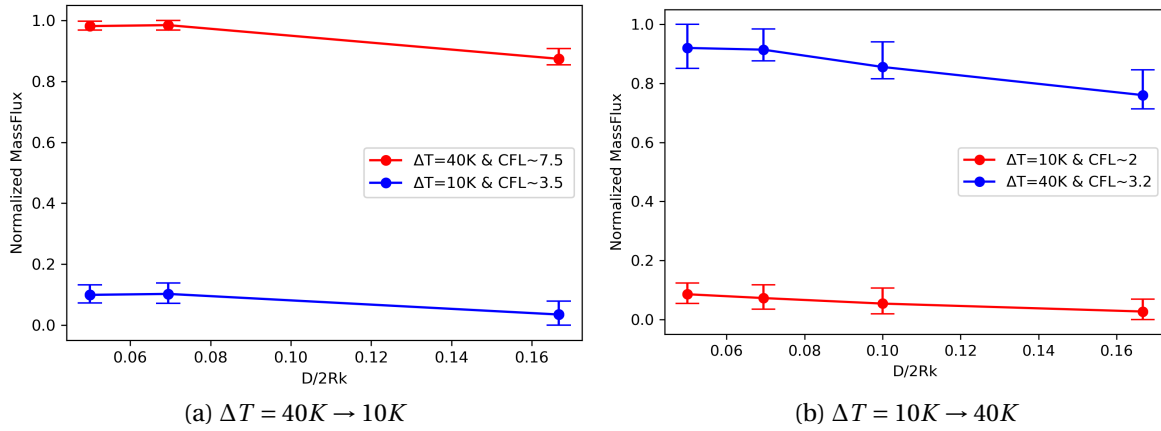 1.0
0.8
0.6
0.4
0.2
0.0
Normalized MassFlux
ΔT=40K & CFL~7.5
ΔT=10K & CFL~3.5
0.06 0.08 0.10 0.12 0.14 0.16
D/2Rk
(a) ΔT = 40K → 10K
1.0
0.8
0.6
0.4
0.2
0.0
Normalized MassFlux
ΔT=10K & CFL~2
ΔT=40K & CFL~3.2
0.06 0.08 0.10 0.12 0.14 0.16
D/2Rk
(b) ΔT = 10K → 40K